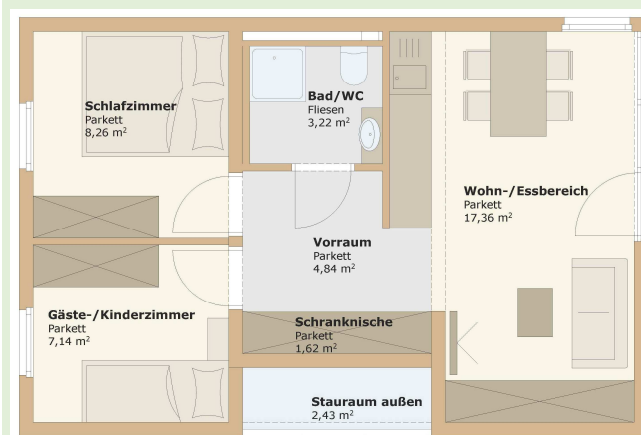 Schlafzimmer
Parkett
8,26 m²
Bad/WC
Fliesen
3,22 m²
Wohn-/Essbereich
Parkett
17,36 m²
Vorraum
Parkett
4,84 m²
Gäste-/Kinderzimmer
Parkett
7,14 m²
Schranknische
Parkett
1,62 m²
Stauraum außen
2,43 m²